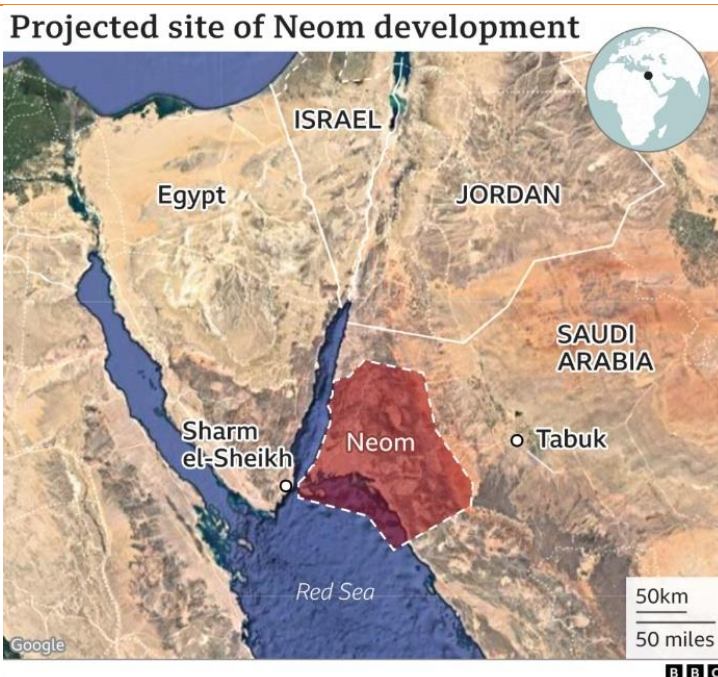 Projected site of Neom development
ISRAEL
Egypt
JORDAN
SAUDI
ARABIA
Sharm
el-Sheikh
Neom
Tabuk
Red Sea
50km
50 miles
Google
BBC